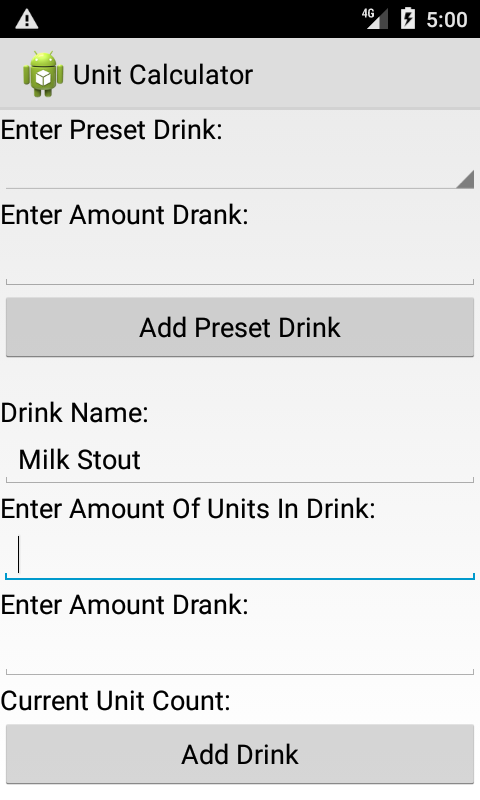 4G 5:00
Unit Calculator
Enter Preset Drink:
Enter Amount Drank:
Add Preset Drink
Drink Name:
Milk Stout
Enter Amount Of Units In Drink:
Enter Amount Drank:
Current Unit Count:
Add Drink